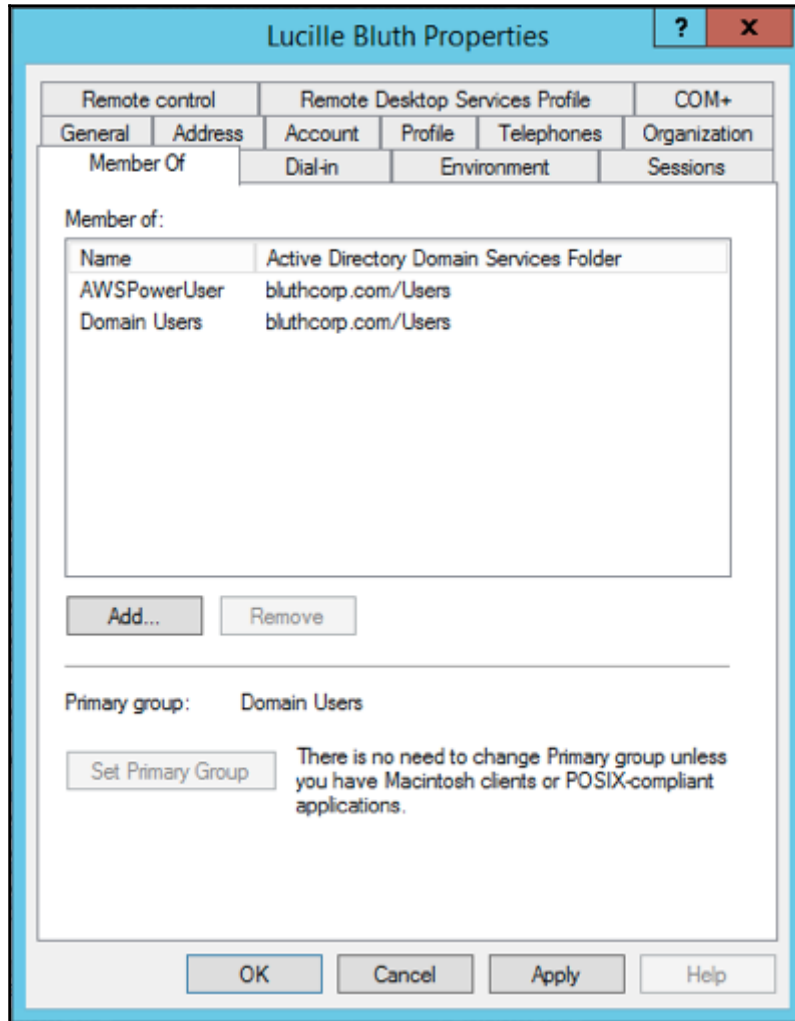 Lucille Bluth Properties
? x
Remote control Remote Desktop Services Profile COM+
General Address Account Profile Telephones Organization
Member Of Dial-in Environment Sessions
Member of:
Name Active Directory Domain Services Folder
AWSPowerUser bluthcorp.com/Users
Domain Users bluthcorp.com/Users
Add... Remove
Primary group: Domain Users
Set Primary Group
There is no need to change Primary group unless
you have Macintosh clients or POSIX-compliant
applications.
OK Cancel Apply Help